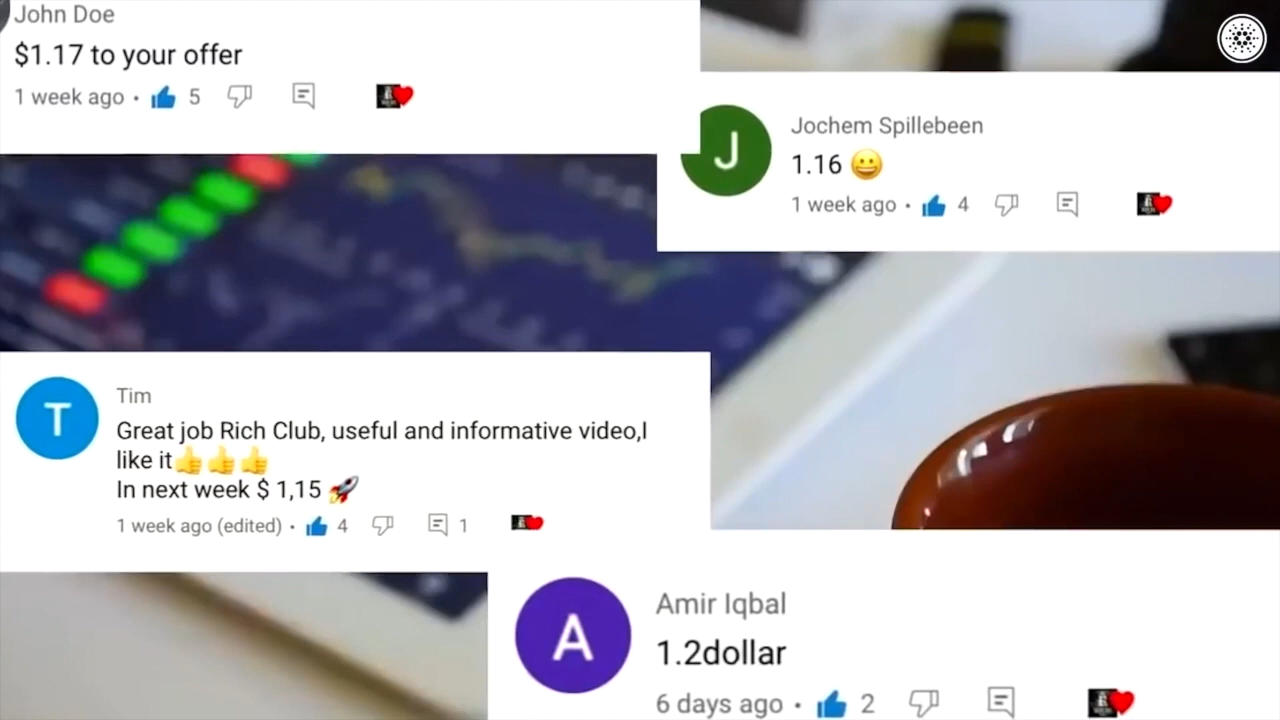 John Doe
$1.17 to your offer
1 week ago · 5
J
Jochem Spillebeen
1.16 😀
1 week ago · 4
T
Tim
Great job Rich Club, useful and informative video,I
like it👍👍👍
In next week $ 1,15 🚀
1 week ago (edited) · 4 1
A
Amir Iqbal
1.2dollar
6 days ago · 2